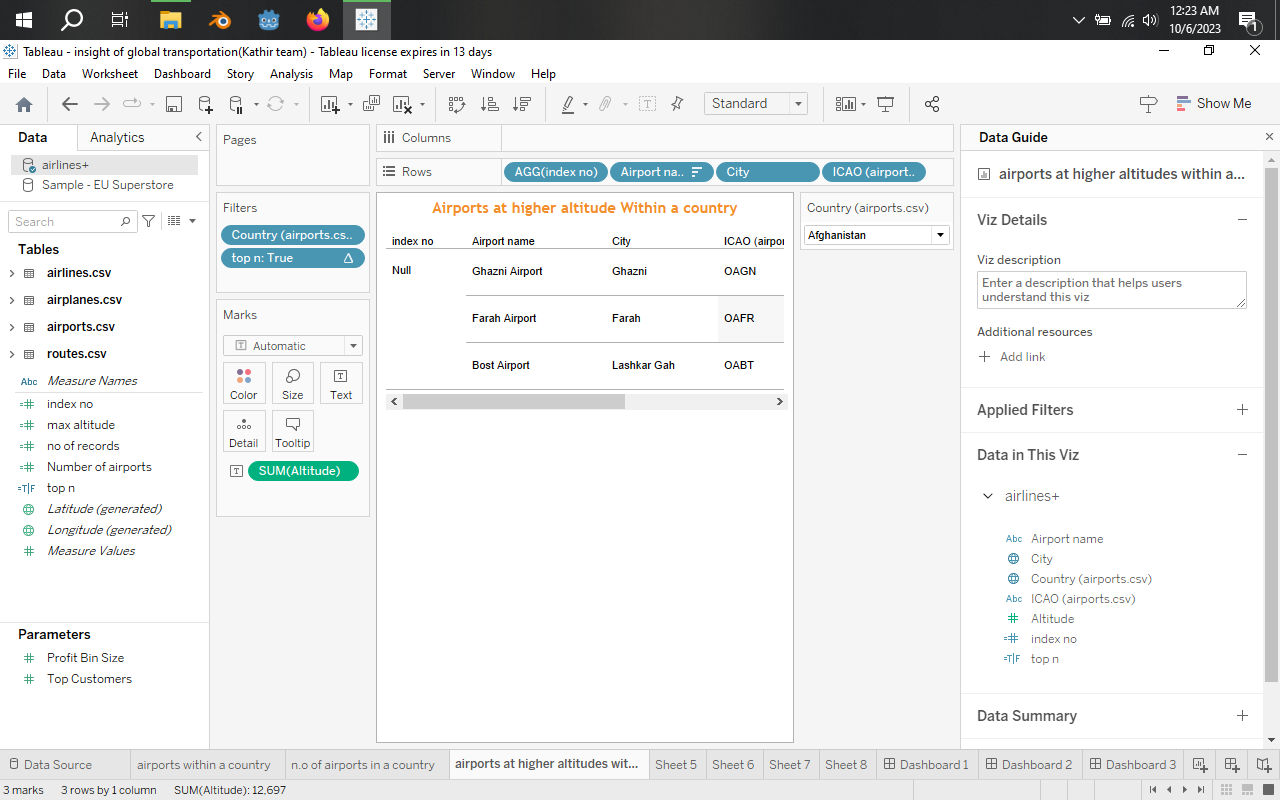 12:23 AM
10/6/2023
1
Tableau - insight of global transportation(Kathir team) - Tableau license expires in 13 days
File Data Worksheet Dashboard Story Analysis Map Format Server Window Help
Standard
Show Me
Data Analytics
airlines+
Sample - EU Superstore
Search
Tables
airlines.csv
airplanes.csv
airports.csv
routes.csv
Abc Measure Names
index no
max altitude
no of records
Number of airports
=T|F top n
Latitude (generated)
Longitude (generated)
Measure Values
Parameters
Profit Bin Size
Top Customers
Pages
Filters
Country (airports.cs..
top n: True
Marks
Automatic
Color Size Text
Detail Tooltip
SUM(Altitude)
Columns
Rows AGG(index no) Airport na.. City ICAO (airport..
Airports at higher altitude Within a country
index no Airport name City ICAO (airpor
Null Ghazni Airport Ghazni OAGN
Farah Airport Farah OAFR
Bost Airport Lashkar Gah OABT
Country (airports.csv)
Afghanistan
Data Guide
airports at higher altitudes within a...
Viz Details
Viz description
Enter a description that helps users
understand this viz
Additional resources
Add link
Applied Filters
Data in This Viz
airlines+
Abc Airport name
City
Country (airports.csv)
Abc ICAO (airports.csv)
Altitude
index no
=T|F top n
Data Summary
Data Source airports within a country n.o of airports in a country airports at higher altitudes wit... Sheet 5 Sheet 6 Sheet 7 Sheet 8 Dashboard 1 Dashboard 2 Dashboard 3
3 marks 3 rows by 1 column SUM(Altitude): 12,697